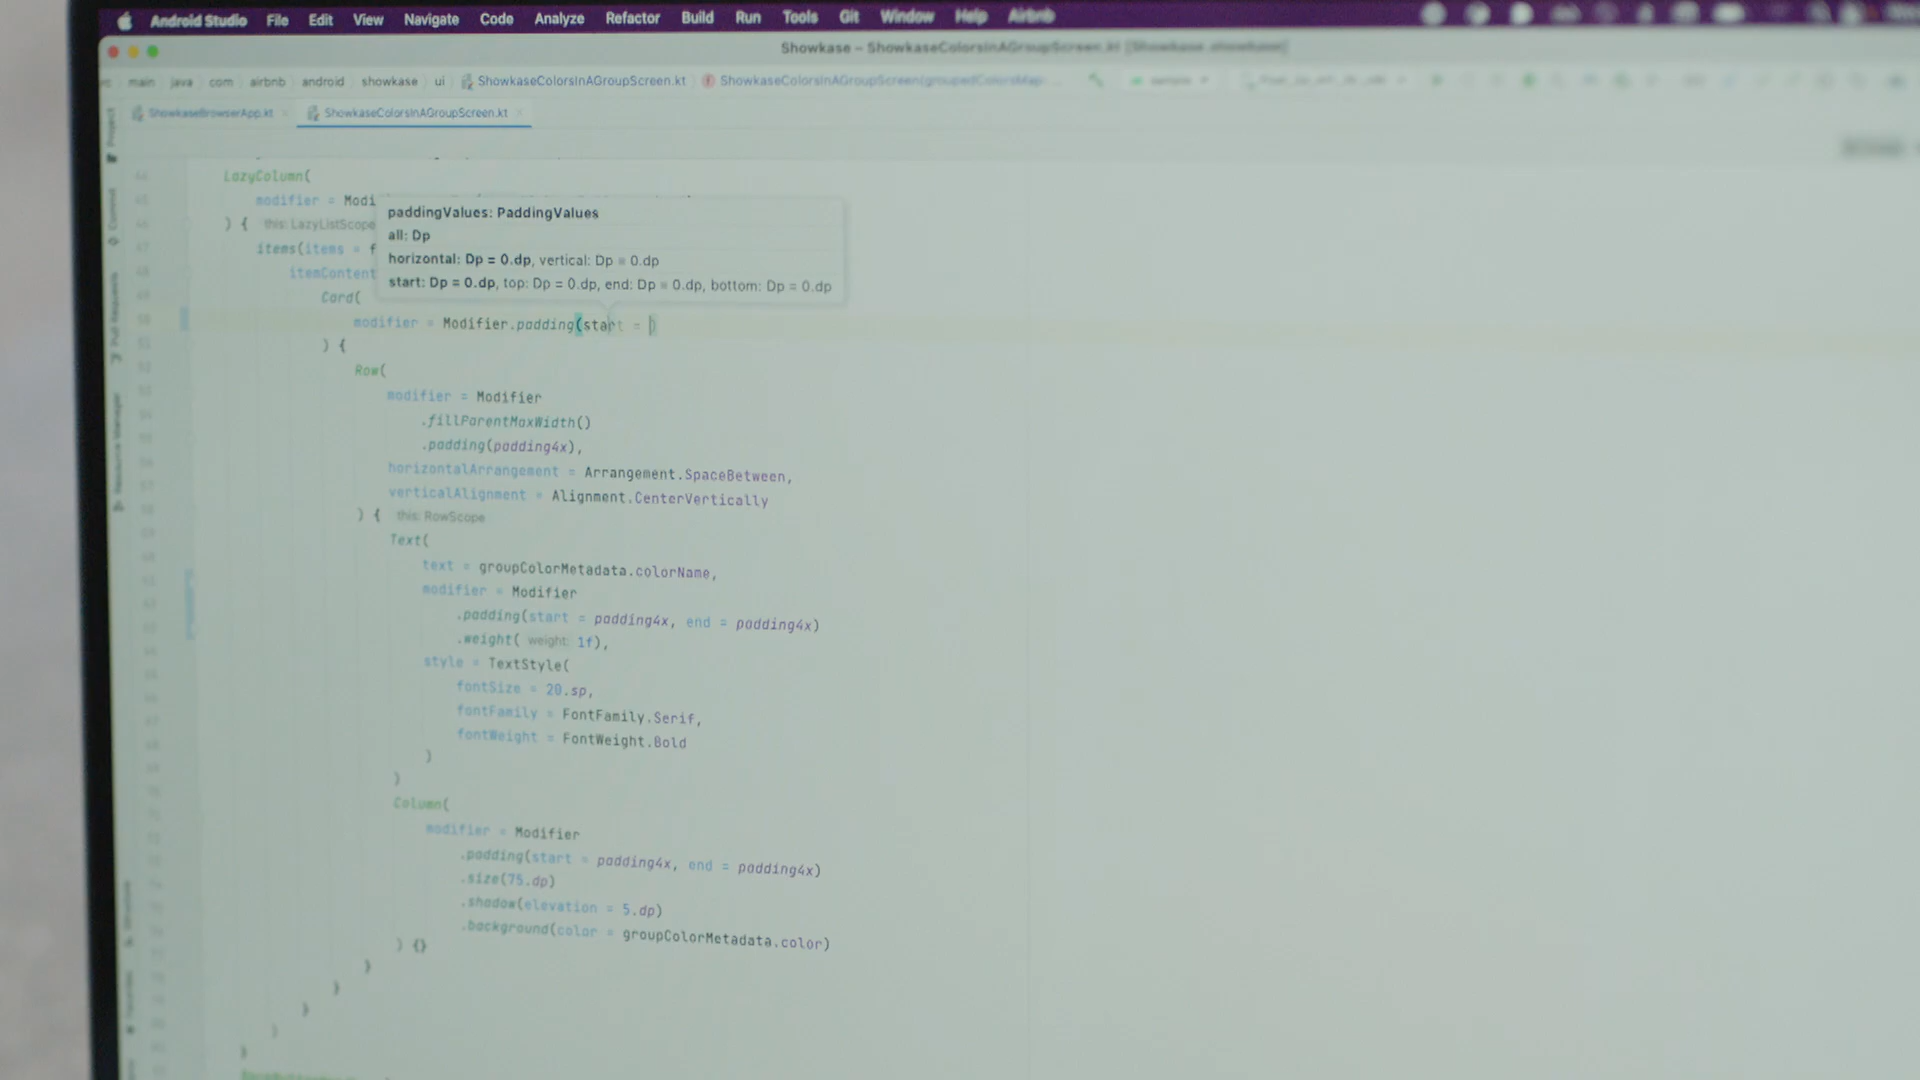 Android Studio File Edit View Navigate Code Analyze Refactor Build Run Tools Git Window Help Airbnb
Showkase – ShowkaseColorsInAGroupScreen.kt [Showkase.showkase]
main java com airbnb android showkase ui ShowkaseColorsInAGroupScreen.kt ShowkaseColorsInAGroupScreen(groupedColorsMap: ...
ShowkaseBrowserApp.kt ShowkaseColorsInAGroupScreen.kt
Project
Commit
Pull Requests
Resource Manager
LazyColumn(
modifier = Modi
paddingValues: PaddingValues
) { this: LazyListScope
all: Dp
items(items = f
horizontal: Dp = 0.dp, vertical: Dp = 0.dp
itemContent
start: Dp = 0.dp, top: Dp = 0.dp, end: Dp = 0.dp, bottom: Dp = 0.dp
Card(
modifier = Modifier.padding(start = )
) {
Row(
modifier = Modifier
.fillParentMaxWidth()
.padding(padding4x),
horizontalArrangement = Arrangement.SpaceBetween,
verticalAlignment = Alignment.CenterVertically
) { this: RowScope
Text(
text = groupColorMetadata.colorName,
modifier = Modifier
.padding(start = padding4x, end = padding4x)
.weight( weight: 1f),
style = TextStyle(
fontSize = 20.sp,
fontFamily = FontFamily.Serif,
fontWeight = FontWeight.Bold
)
)
Column(
modifier = Modifier
.padding(start = padding4x, end = padding4x)
.size(75.dp)
.shadow(elevation = 5.dp)
.background(color = groupColorMetadata.color)
) {}
}
}
}
)
}